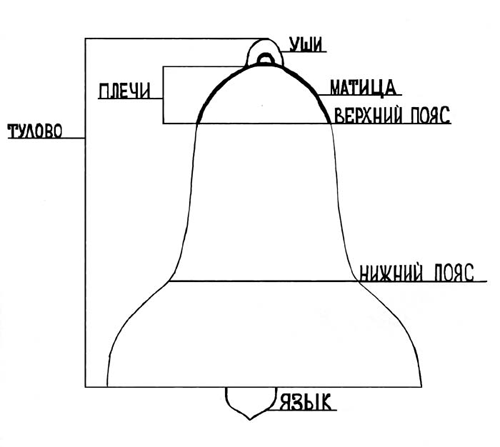 УШИ
ПЛЕЧИ
МАТИЦА
ВЕРХНИЙ ПОЯС
ТУЛОВО
НИЖНИЙ ПОЯС
ЯЗЫК